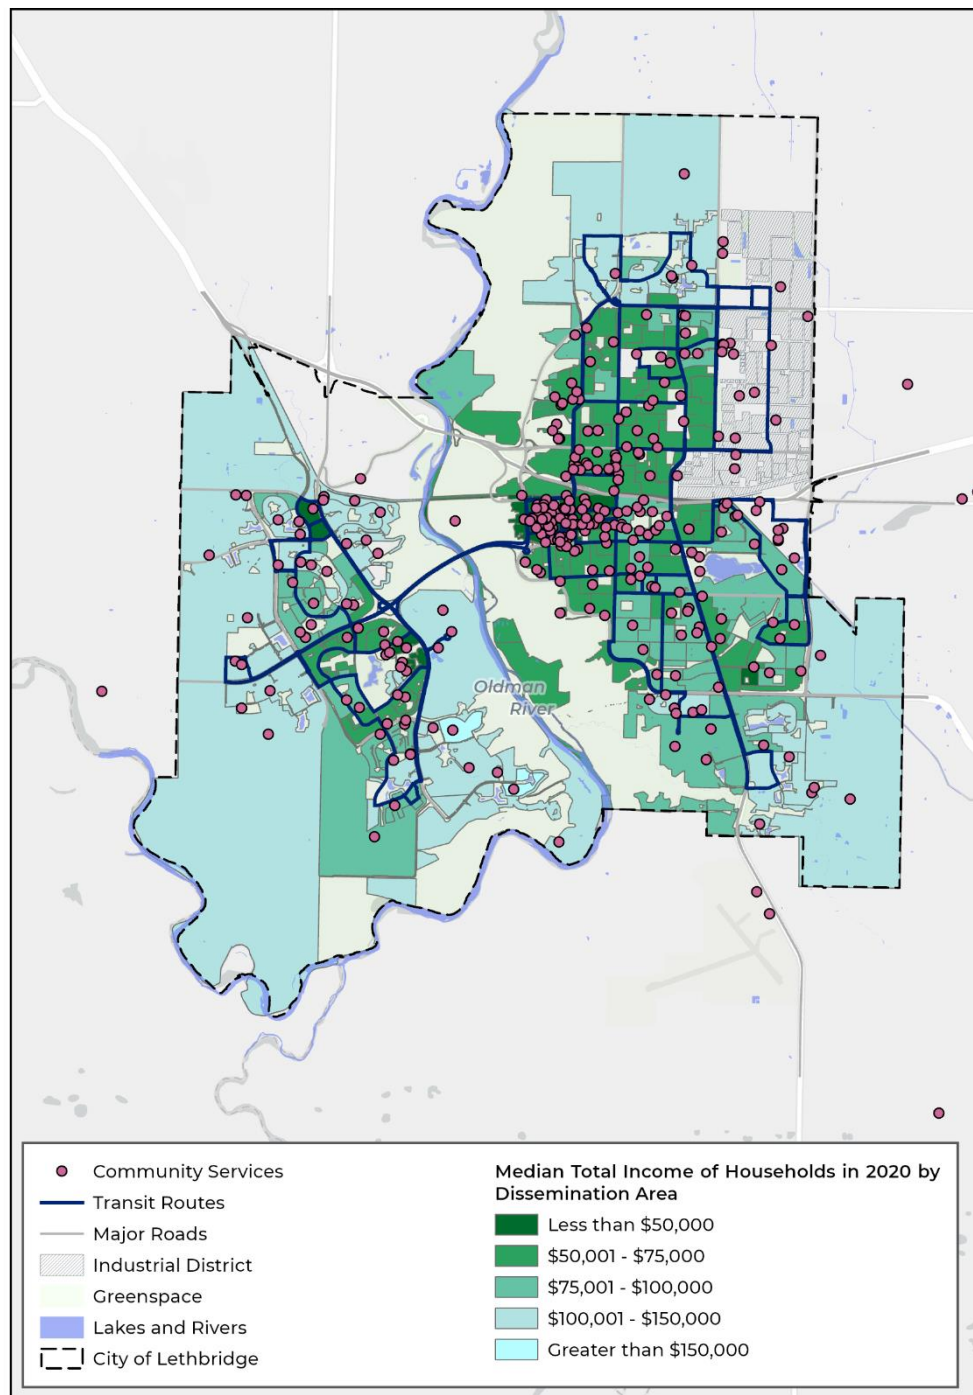 Oldman
River
Community Services
Transit Routes
Major Roads
Industrial District
Greenspace
Lakes and Rivers
City of Lethbridge
Median Total Income of Households in 2020 by
Dissemination Area
Less than $50,000
$50,001 - $75,000
$75,001 - $100,000
$100,001 - $150,000
Greater than $150,000